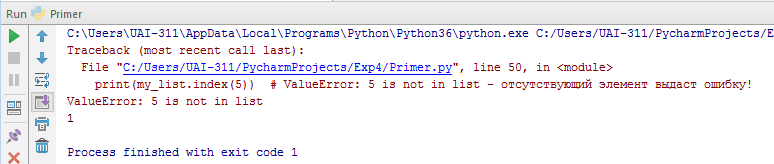 Run Primer
C:\Users\UAI-311\AppData\Local\Programs\Python\Python36\python.exe C:/Users/UAI-311/PycharmProjects/E
Traceback (most recent call last):
  File "C:/Users/UAI-311/PycharmProjects/Exp4/Primer.py", line 50, in <module>
    print(my_list.index(5))  # ValueError: 5 is not in list - отсутствующий элемент выдаст ошибку!
ValueError: 5 is not in list
1
Process finished with exit code 1